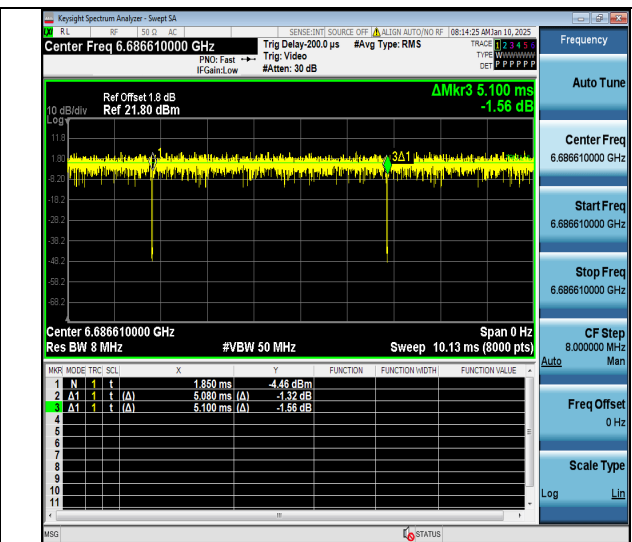 Keysight Spectrum Analyzer - Swept SA
LXI RL RF 50 Ω AC SENSE:INT SOURCE OFF ALIGN AUTO/NO RF 08:14:25 AM Jan 10, 2025
Center Freq 6.686610000 GHz
PNO: Fast
IFGain:Low
Trig Delay-200.0 µs
Trig: Video
#Atten: 30 dB
#Avg Type: RMS
TRACE 1 2 3 4 5 6
TYPE WWWWWW
DET P P P P P P
Ref Offset 1.8 dB
10 dB/div Ref 21.80 dBm
ΔMkr3 5.100 ms
-1.56 dB
Log
11.8
1.80
-8.20
-18.2
-28.2
-38.2
-48.2
-58.2
-68.2
1
3Δ1
Center 6.686610000 GHz Span 0 Hz
Res BW 8 MHz #VBW 50 MHz Sweep 10.13 ms (8000 pts)
MKR MODE TRC SCL X Y FUNCTION FUNCTION WIDTH FUNCTION VALUE
1 N 1 t 1.850 ms -4.46 dBm
2 Δ1 1 t (Δ) 5.080 ms (Δ) -1.32 dB
3 Δ1 1 t (Δ) 5.100 ms (Δ) -1.56 dB
4
5
6
7
8
9
10
11
MSG STATUS
Frequency
Auto Tune
Center Freq
6.686610000 GHz
Start Freq
6.686610000 GHz
Stop Freq
6.686610000 GHz
CF Step
8.000000 MHz
Auto Man
Freq Offset
0 Hz
Scale Type
Log Lin